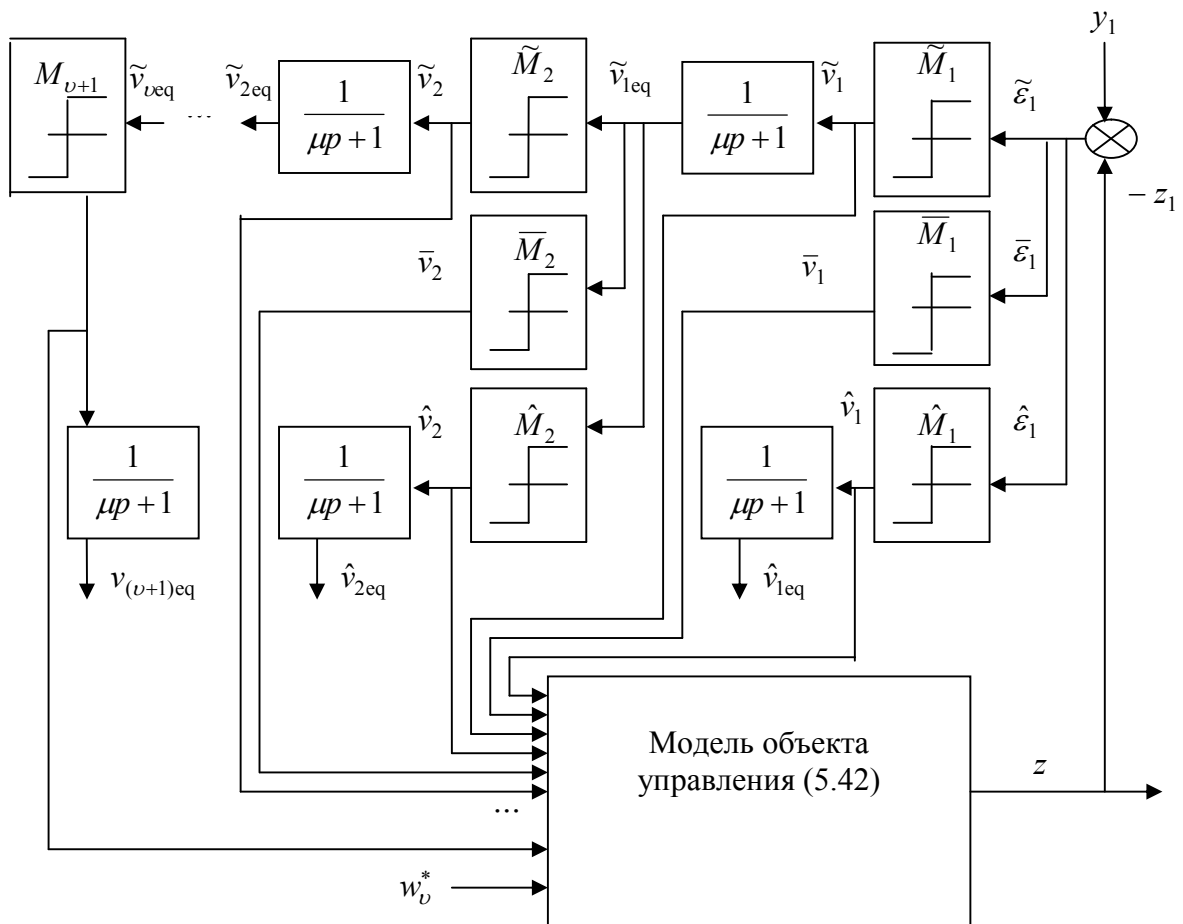 y₁
M_{υ+1}
ṽ_{υeq}
...
ṽ_{2eq}
1
μp + 1
ṽ₂
M̃₂
ṽ_{1eq}
1
μp + 1
ṽ₁
M̃₁
ε̃₁
− z₁
v̄₂
M̄₂
v̄₁
M̄₁
ε̄₁
1
μp + 1
1
μp + 1
v̂₂
M̂₂
1
μp + 1
v̂₁
M̂₁
ε̂₁
v_{(υ+1)eq}
v̂_{2eq}
v̂_{1eq}
Модель объекта
управления (5.42)
z
...
w*_υ